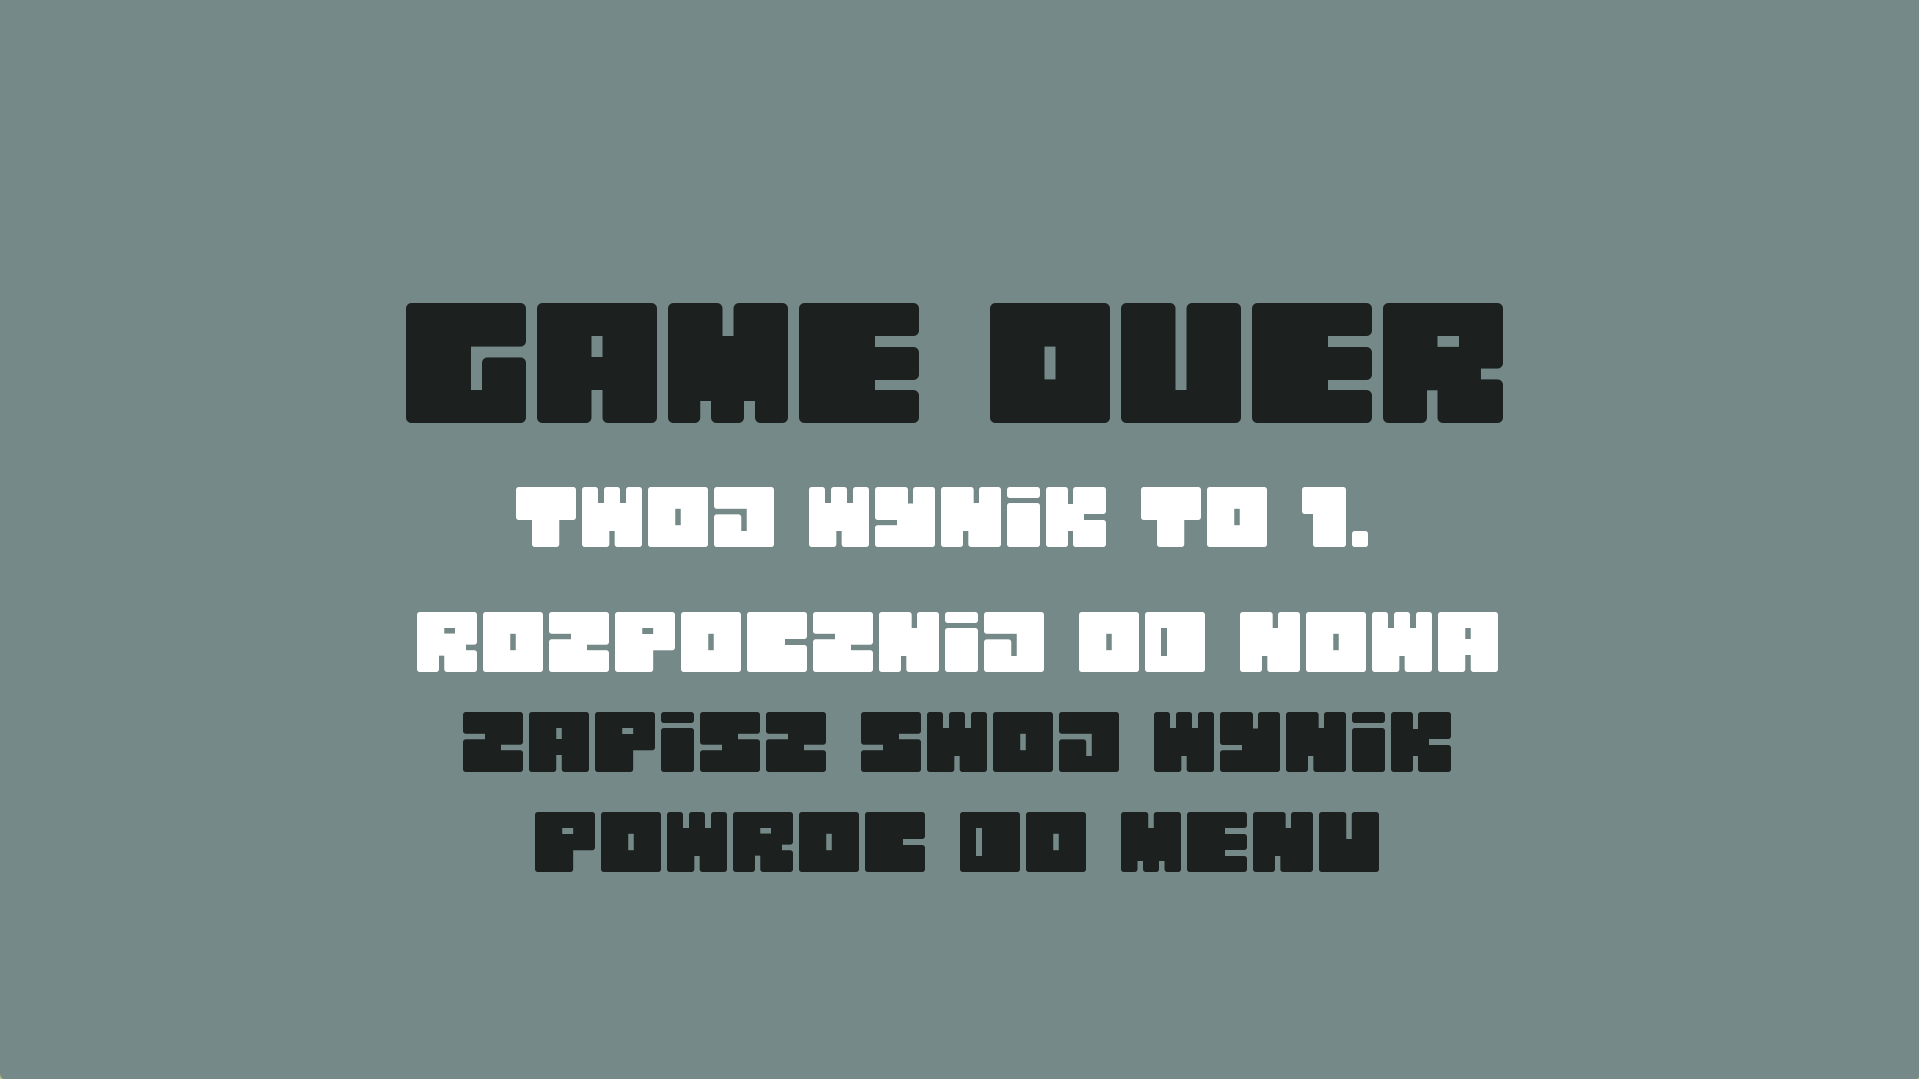 GAME OVER
TWOJ WYNIK TO 1.
ROZPOCZNIJ OD NOWA
ZAPISZ SWOJ WYNIK
POWROC DO MENU